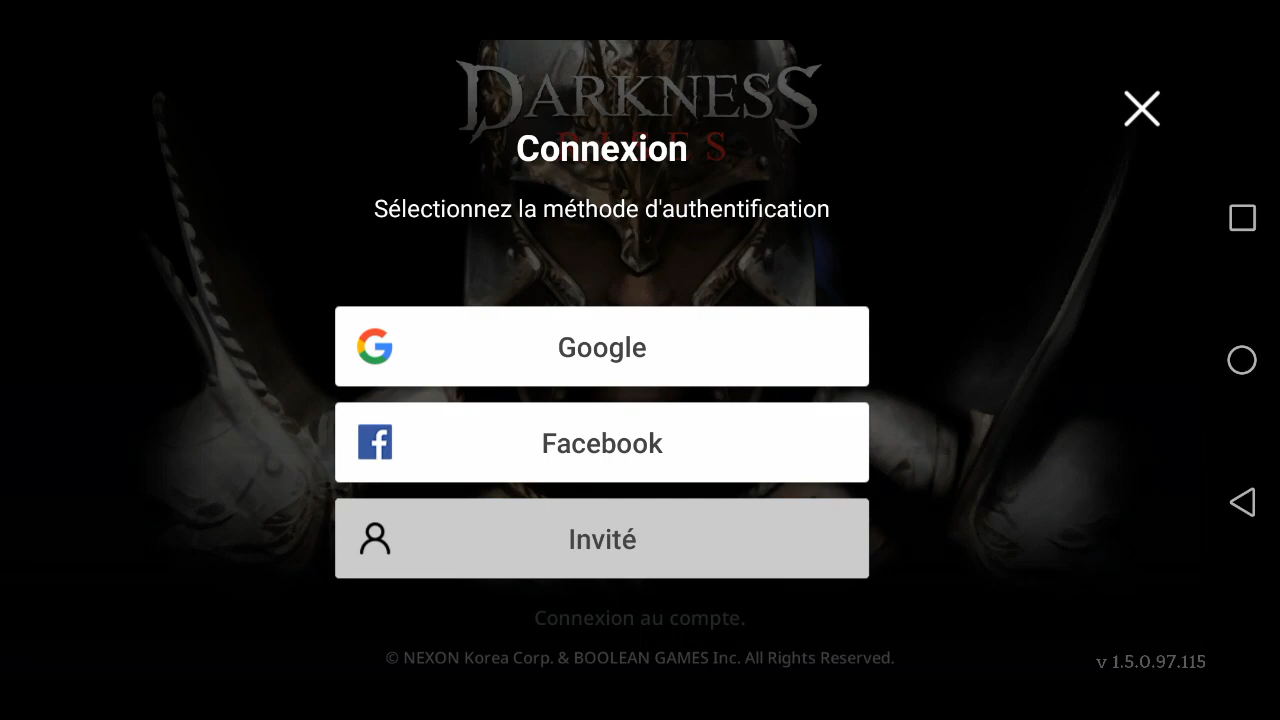 DARKNESS
Connexion
Sélectionnez la méthode d'authentification
Google
Facebook
Invité
Connexion au compte.
© NEXON Korea Corp. & BOOLEAN GAMES Inc. All Rights Reserved.
v 1.5.0.97.115